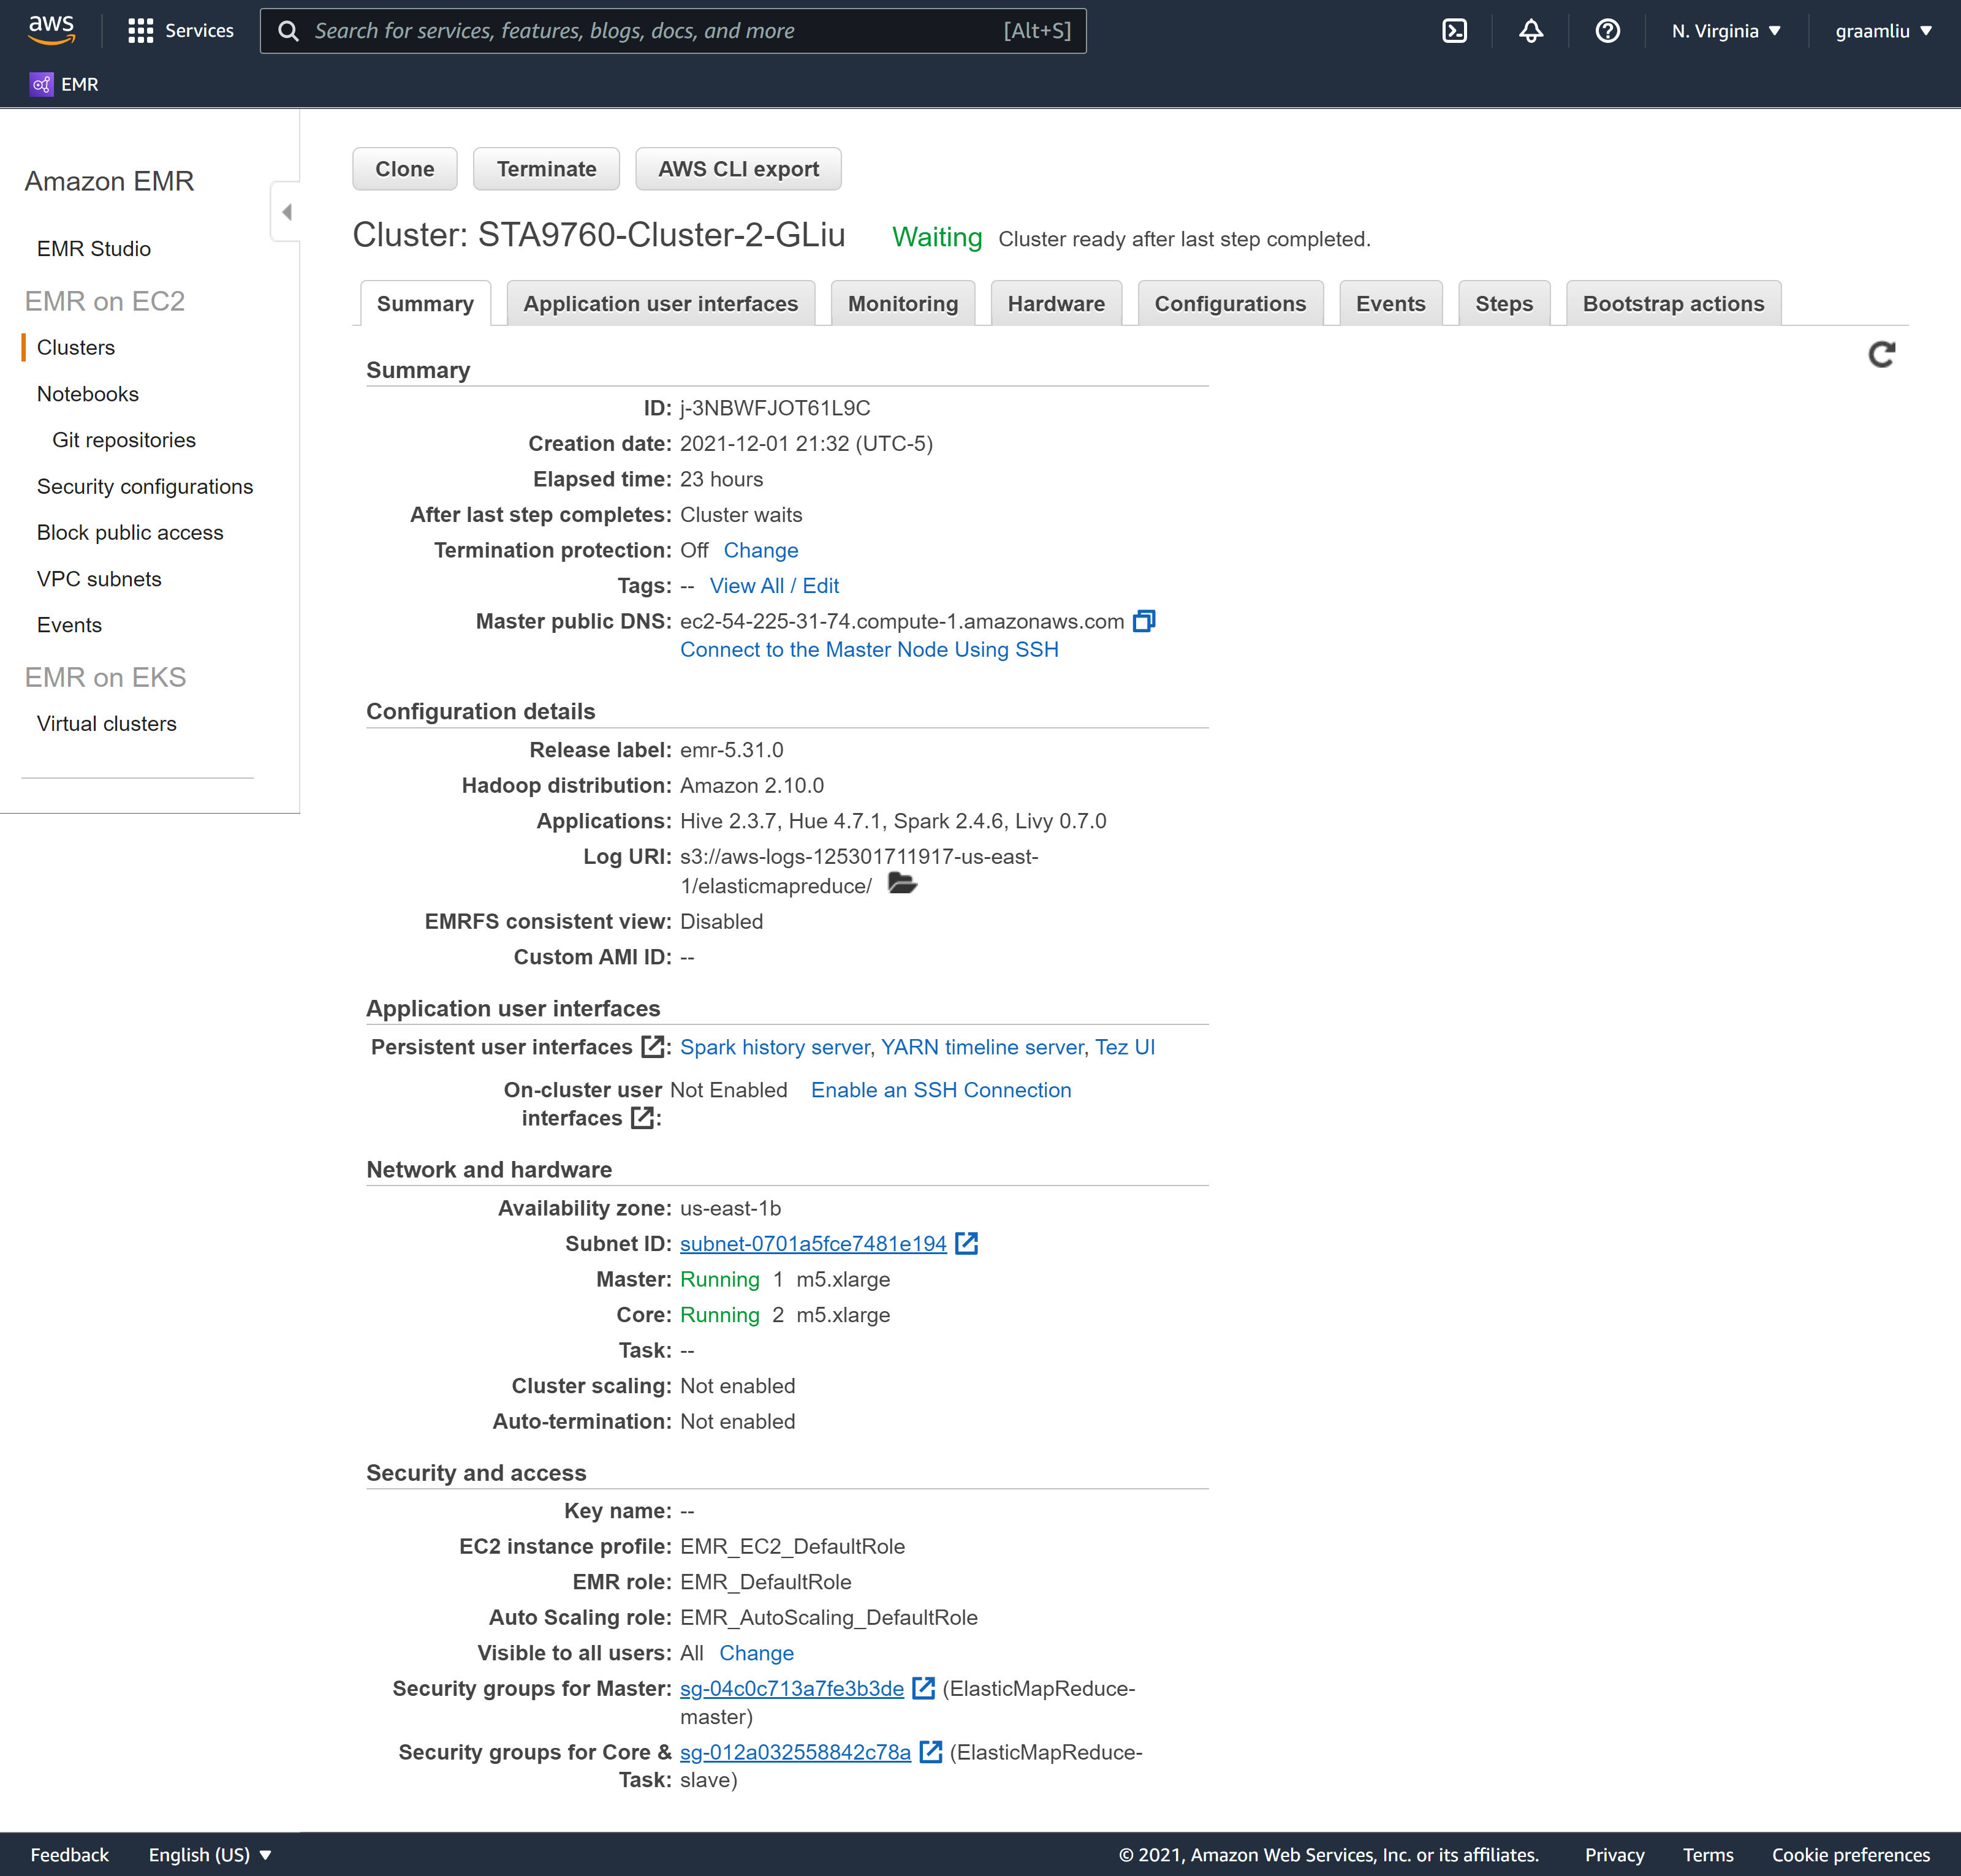 aws
Services
Search for services, features, blogs, docs, and more [Alt+S]
N. Virginia ▼
graamliu ▼
EMR
Amazon EMR
EMR Studio
EMR on EC2
Clusters
Notebooks
Git repositories
Security configurations
Block public access
VPC subnets
Events
EMR on EKS
Virtual clusters
Clone
Terminate
AWS CLI export
Cluster: STA9760-Cluster-2-GLiu Waiting Cluster ready after last step completed.
Summary
Application user interfaces
Monitoring
Hardware
Configurations
Events
Steps
Bootstrap actions
Summary
ID: j-3NBWFJOT61L9C
Creation date: 2021-12-01 21:32 (UTC-5)
Elapsed time: 23 hours
After last step completes: Cluster waits
Termination protection: Off Change
Tags: -- View All / Edit
Master public DNS: ec2-54-225-31-74.compute-1.amazonaws.com
Connect to the Master Node Using SSH
Configuration details
Release label: emr-5.31.0
Hadoop distribution: Amazon 2.10.0
Applications: Hive 2.3.7, Hue 4.7.1, Spark 2.4.6, Livy 0.7.0
Log URI: s3://aws-logs-125301711917-us-east-
1/elasticmapreduce/
EMRFS consistent view: Disabled
Custom AMI ID: --
Application user interfaces
Persistent user interfaces : Spark history server, YARN timeline server, Tez UI
On-cluster user Not Enabled Enable an SSH Connection
interfaces :
Network and hardware
Availability zone: us-east-1b
Subnet ID: subnet-0701a5fce7481e194
Master: Running 1 m5.xlarge
Core: Running 2 m5.xlarge
Task: --
Cluster scaling: Not enabled
Auto-termination: Not enabled
Security and access
Key name: --
EC2 instance profile: EMR_EC2_DefaultRole
EMR role: EMR_DefaultRole
Auto Scaling role: EMR_AutoScaling_DefaultRole
Visible to all users: All Change
Security groups for Master: sg-04c0c713a7fe3b3de (ElasticMapReduce-
master)
Security groups for Core & sg-012a032558842c78a (ElasticMapReduce-
Task: slave)
Feedback
English (US) ▼
© 2021, Amazon Web Services, Inc. or its affiliates.
Privacy
Terms
Cookie preferences